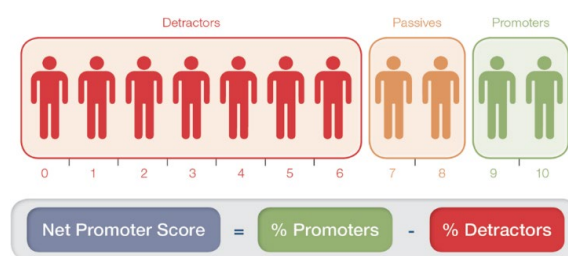 Detractors Passives Promoters
0 1 2 3 4 5 6 7 8 9 10
Net Promoter Score = % Promoters - % Detractors